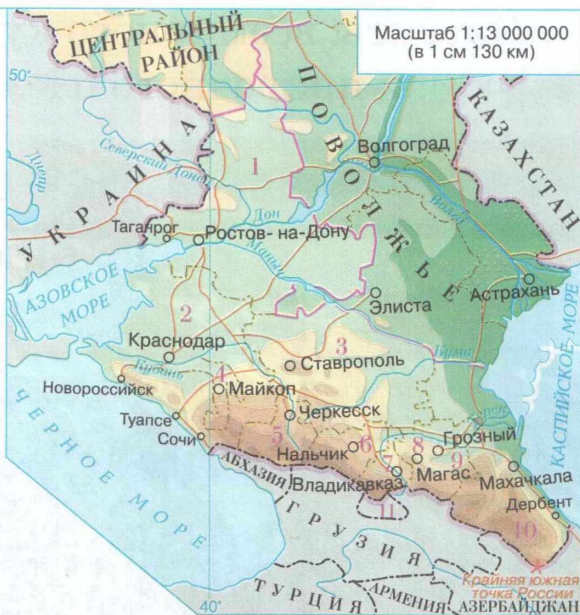 ЦЕНТРАЛЬНЫЙ
РАЙОН
Масштаб 1:13 000 000
(в 1 см 130 км)
50°
ПОВОЛЖЬЕ
КАЗАХСТАН
УКРАИНА
Днепр
Северский Донец
1
Волгоград
Волга
Дон
Таганрог
Ростов-на-Дону
Маныч
АЗОВСКОЕ
МОРЕ
Элиста
Астрахань
2
3
Краснодар
Кубань
Ставрополь
Кума
КАСПИЙСКОЕ МОРЕ
Новороссийск
4
Майкоп
Туапсе
Черкесск
Сочи
5
Нальчик
6
7
8
9
Грозный
Терек
Магас
Владикавказ
Махачкала
АБХАЗИЯ
11
10
Дербент
ЧЕРНОЕ МОРЕ
ГРУЗИЯ
Крайняя южная
точка России
ТУРЦИЯ
АРМЕНИЯ
АЗЕРБАЙДЖАН
40°